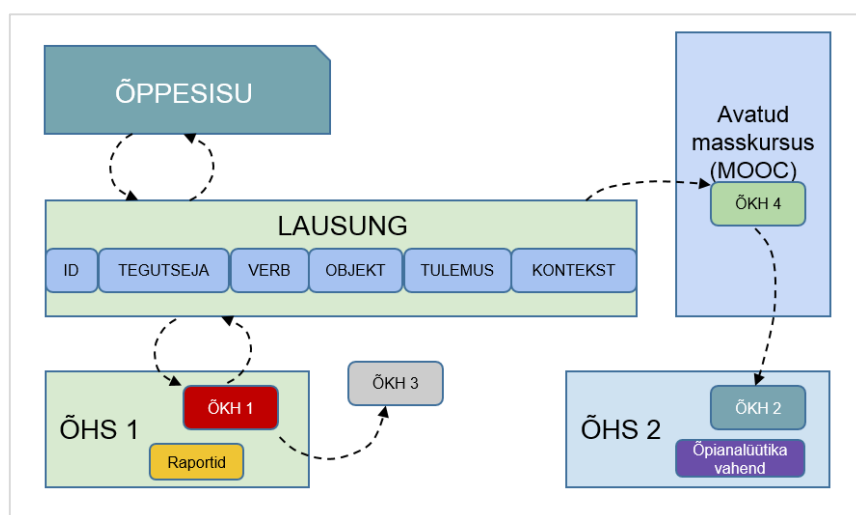 ÕPPESISU
Avatud
masskursus
(MOOC)
ÕKH 4
LAUSUNG
ID TEGUTSEJA VERB OBJEKT TULEMUS KONTEKST
ÕHS 1
ÕKH 1
Raportid
ÕKH 3
ÕHS 2
ÕKH 2
Õpianalüütika
vahend